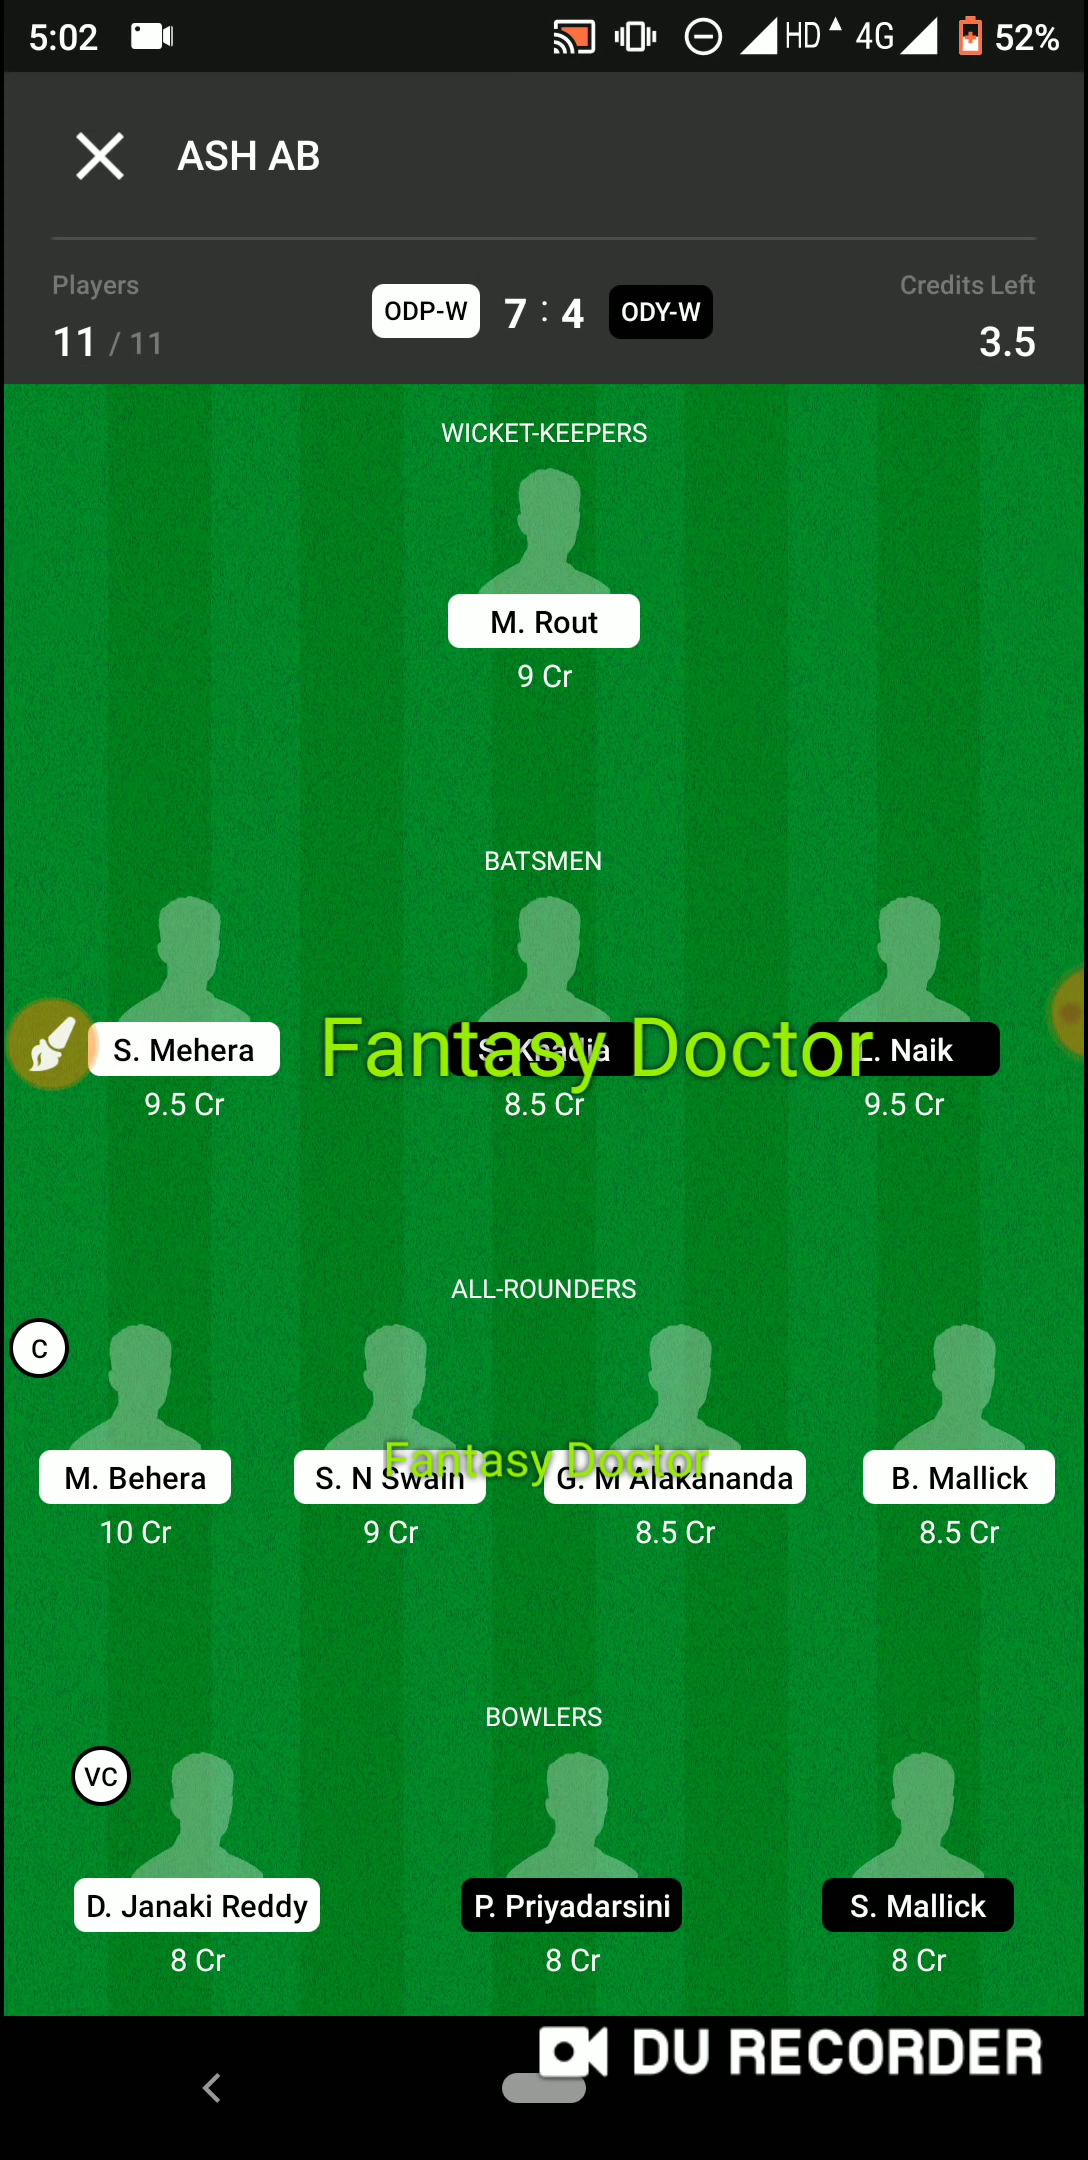 5:02 HD 4G 52%
ASH AB
Players Credits Left
ODP-W 7 : 4 ODY-W
11 / 11 3.5
WICKET-KEEPERS
M. Rout
9 Cr
BATSMEN
S. Mehera S. Khadia L. Naik
Fantasy Doctor
9.5 Cr 8.5 Cr 9.5 Cr
ALL-ROUNDERS
C
Fantasy Doctor
M. Behera S. N Swain G. M Alakananda B. Mallick
10 Cr 9 Cr 8.5 Cr 8.5 Cr
BOWLERS
VC
D. Janaki Reddy P. Priyadarsini S. Mallick
8 Cr 8 Cr 8 Cr
DU RECORDER